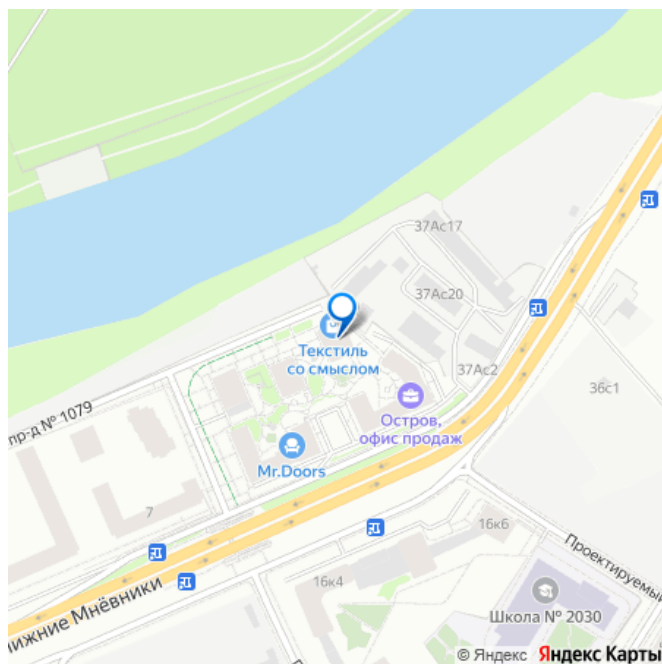 37Ас17
37Ас20
Текстиль
со смыслом
37Ас2
36с1
Остров,
офис продаж
пр-д № 1079
Mr.Doors
7
16к6
Проектируемый
ижние Мнёвники
16к4
Школа № 2030
© Яндекс Яндекс Карты